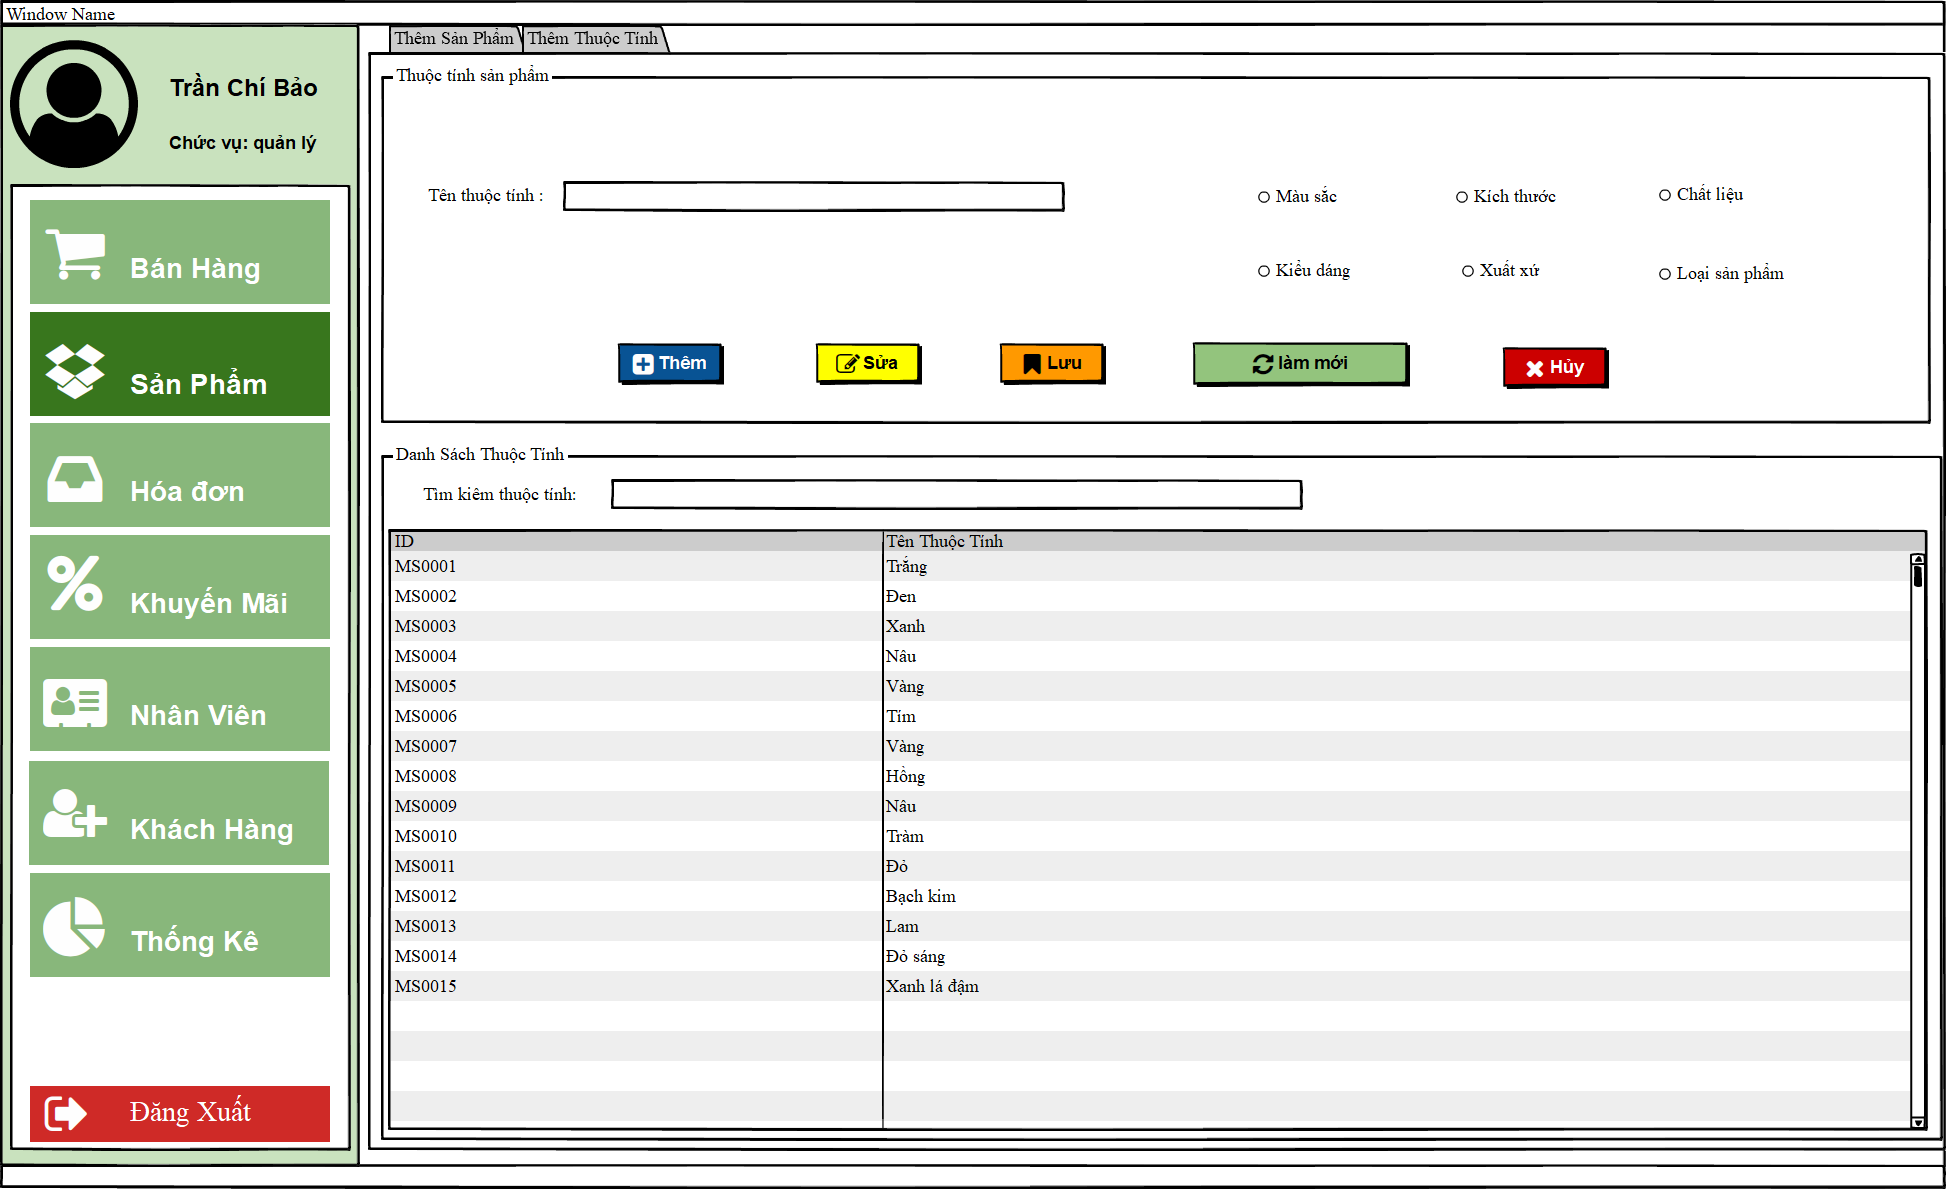 Window Name
Trần Chí Bảo
Chức vụ: quản lý
Bán Hàng
Sản Phẩm
Hóa đơn
Khuyến Mãi
Nhân Viên
Khách Hàng
Thống Kê
Đăng Xuất
Thêm Sản Phẩm Thêm Thuộc Tính
Thuộc tính sản phẩm
Tên thuộc tính : Màu sắc Kích thước Chất liệu
Kiểu dáng Xuất xứ Loại sản phẩm
Thêm Sửa Lưu làm mới Hủy
Danh Sách Thuộc Tính
Tìm kiêm thuộc tính:
ID Tên Thuộc Tính
MS0001 Trắng
MS0002 Đen
MS0003 Xanh
MS0004 Nâu
MS0005 Vàng
MS0006 Tím
MS0007 Vàng
MS0008 Hồng
MS0009 Nâu
MS0010 Tràm
MS0011 Đỏ
MS0012 Bạch kim
MS0013 Lam
MS0014 Đỏ sáng
MS0015 Xanh lá đậm